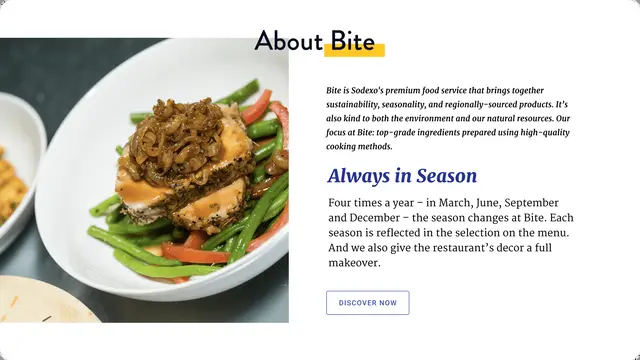 About Bite
Bite is Sodexo's premium food service that brings together
sustainability, seasonality, and regionally-sourced products. It's
also kind to both the environment and our natural resources. Our
focus at Bite: top-grade ingredients prepared using high-quality
cooking methods.
Always in Season
Four times a year – in March, June, September
and December – the season changes at Bite. Each
season is reflected in the selection on the menu.
And we also give the restaurant's decor a full
makeover.
DISCOVER NOW